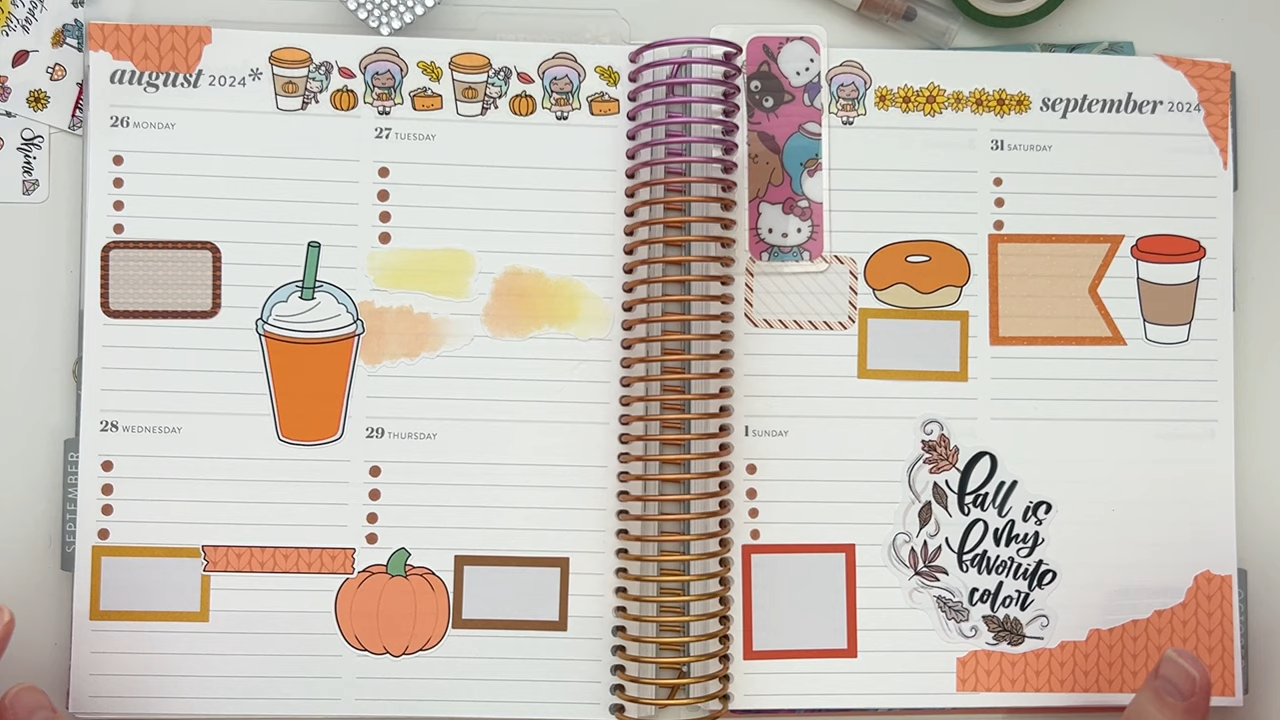 august 2024*
september 2024
26 MONDAY
27 TUESDAY
31 SATURDAY
28 WEDNESDAY
29 THURSDAY
1 SUNDAY
fall is
my
favorite
color
SEPTEMBER
Shine